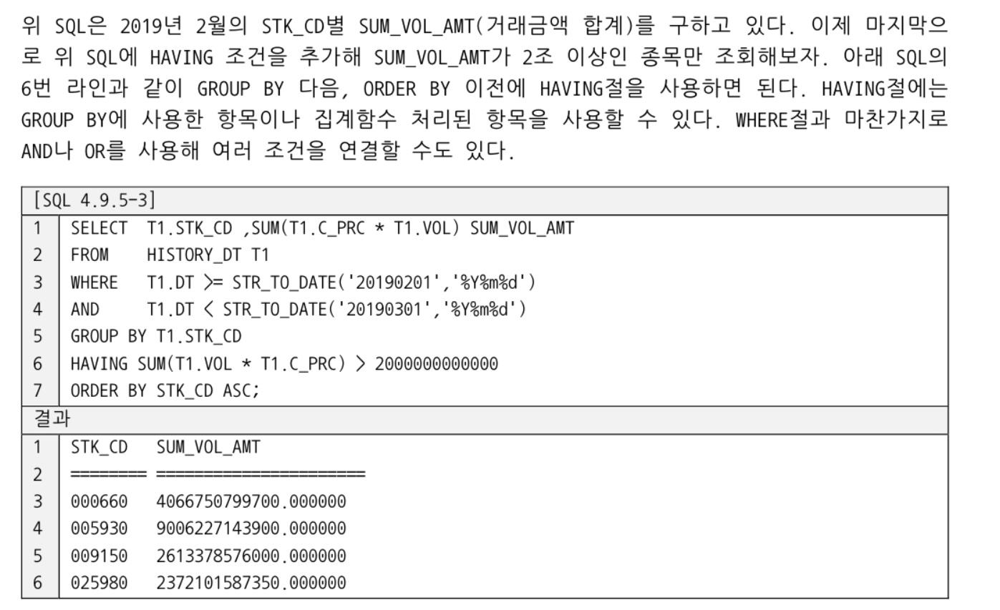 위 SQL은 2019년 2월의 STK_CD별 SUM_VOL_AMT(거래금액 합계)를 구하고 있다. 이제 마지막으
로 위 SQL에 HAVING 조건을 추가해 SUM_VOL_AMT가 2조 이상인 종목만 조회해보자. 아래 SQL의
6번 라인과 같이 GROUP BY 다음, ORDER BY 이전에 HAVING절을 사용하면 된다. HAVING절에는
GROUP BY에 사용한 항목이나 집계함수 처리된 항목을 사용할 수 있다. WHERE절과 마찬가지로
AND나 OR를 사용해 여러 조건을 연결할 수도 있다.
[SQL 4.9.5-3]
1 SELECT T1.STK_CD ,SUM(T1.C_PRC * T1.VOL) SUM_VOL_AMT
2 FROM HISTORY_DT T1
3 WHERE T1.DT >= STR_TO_DATE('20190201','%Y%m%d')
4 AND T1.DT < STR_TO_DATE('20190301','%Y%m%d')
5 GROUP BY T1.STK_CD
6 HAVING SUM(T1.VOL * T1.C_PRC) > 2000000000000
7 ORDER BY STK_CD ASC;
결과
1 STK_CD SUM_VOL_AMT
2 ======== ======================
3 000660 4066750799700.000000
4 005930 9006227143900.000000
5 009150 2613378576000.000000
6 025980 2372101587350.000000